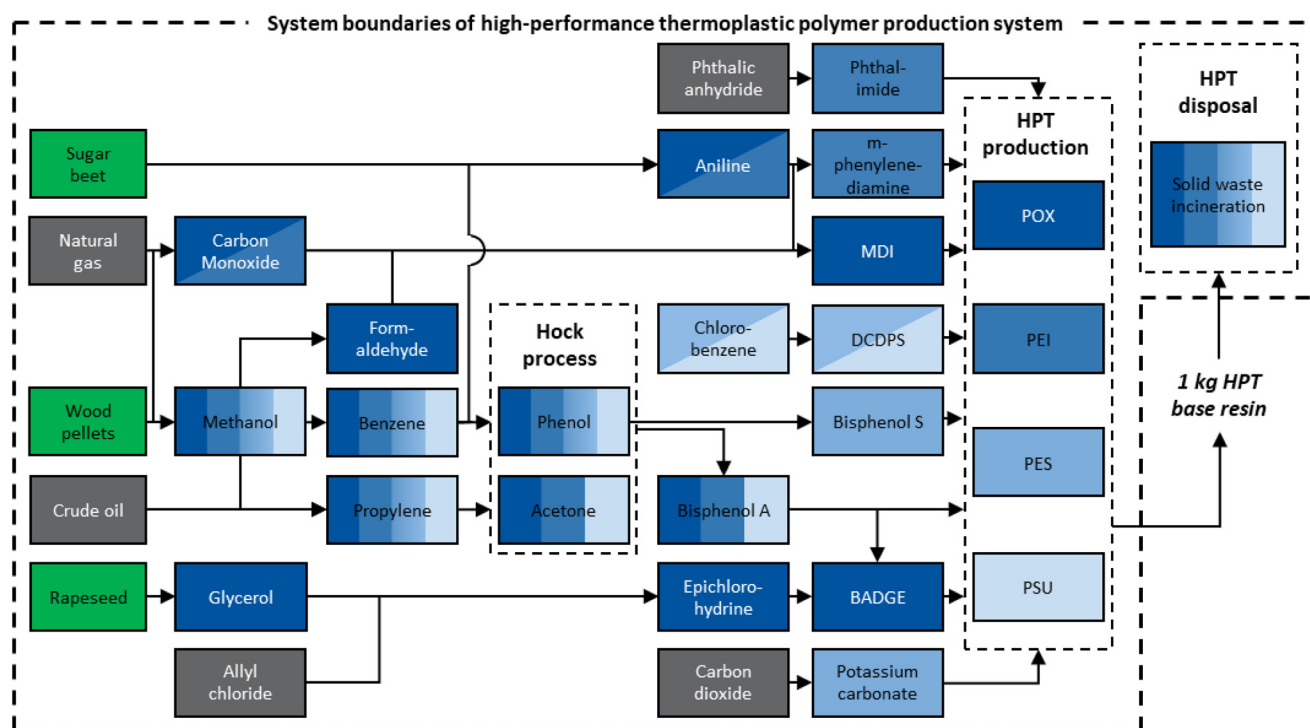 System boundaries of high-performance thermoplastic polymer production system
Phthalic
anhydride
Phthal-
imide
HPT
disposal
HPT
production
Sugar
beet
Aniline
m-
phenylene-
diamine
Solid waste
incineration
POX
Natural
gas
Carbon
Monoxide
MDI
Form-
aldehyde
Hock
process
Chloro-
benzene
DCDPS
PEI
1 kg HPT
base resin
Wood
pellets
Methanol
Benzene
Phenol
Bisphenol S
PES
Crude oil
Propylene
Acetone
Bisphenol A
Rapeseed
Glycerol
Epichloro-
hydrine
BADGE
PSU
Allyl
chloride
Carbon
dioxide
Potassium
carbonate